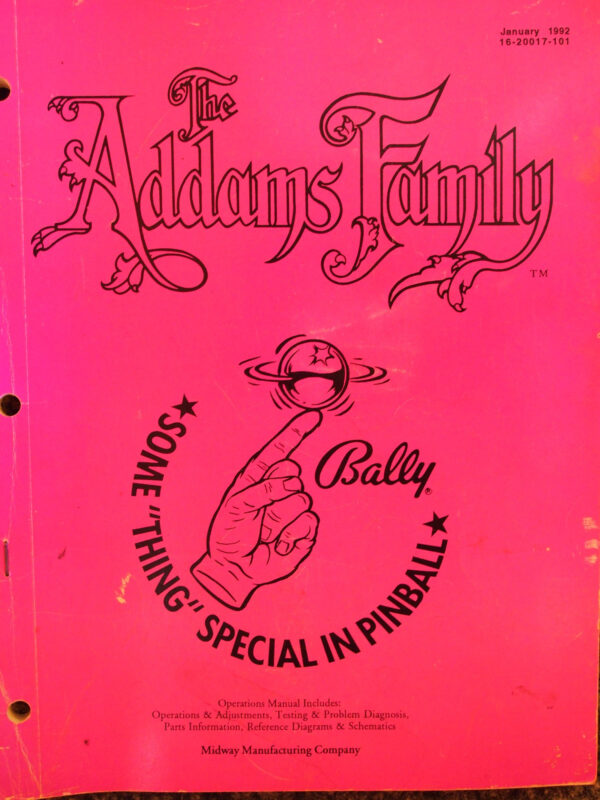 January 1992
16-20017-101
The
Addams Family
TM
Bally®
★SOME "THING" SPECIAL IN PINBALL★
Operations Manual Includes:
Operations & Adjustments, Testing & Problem Diagnosis,
Parts Information, Reference Diagrams & Schematics
Midway Manufacturing Company